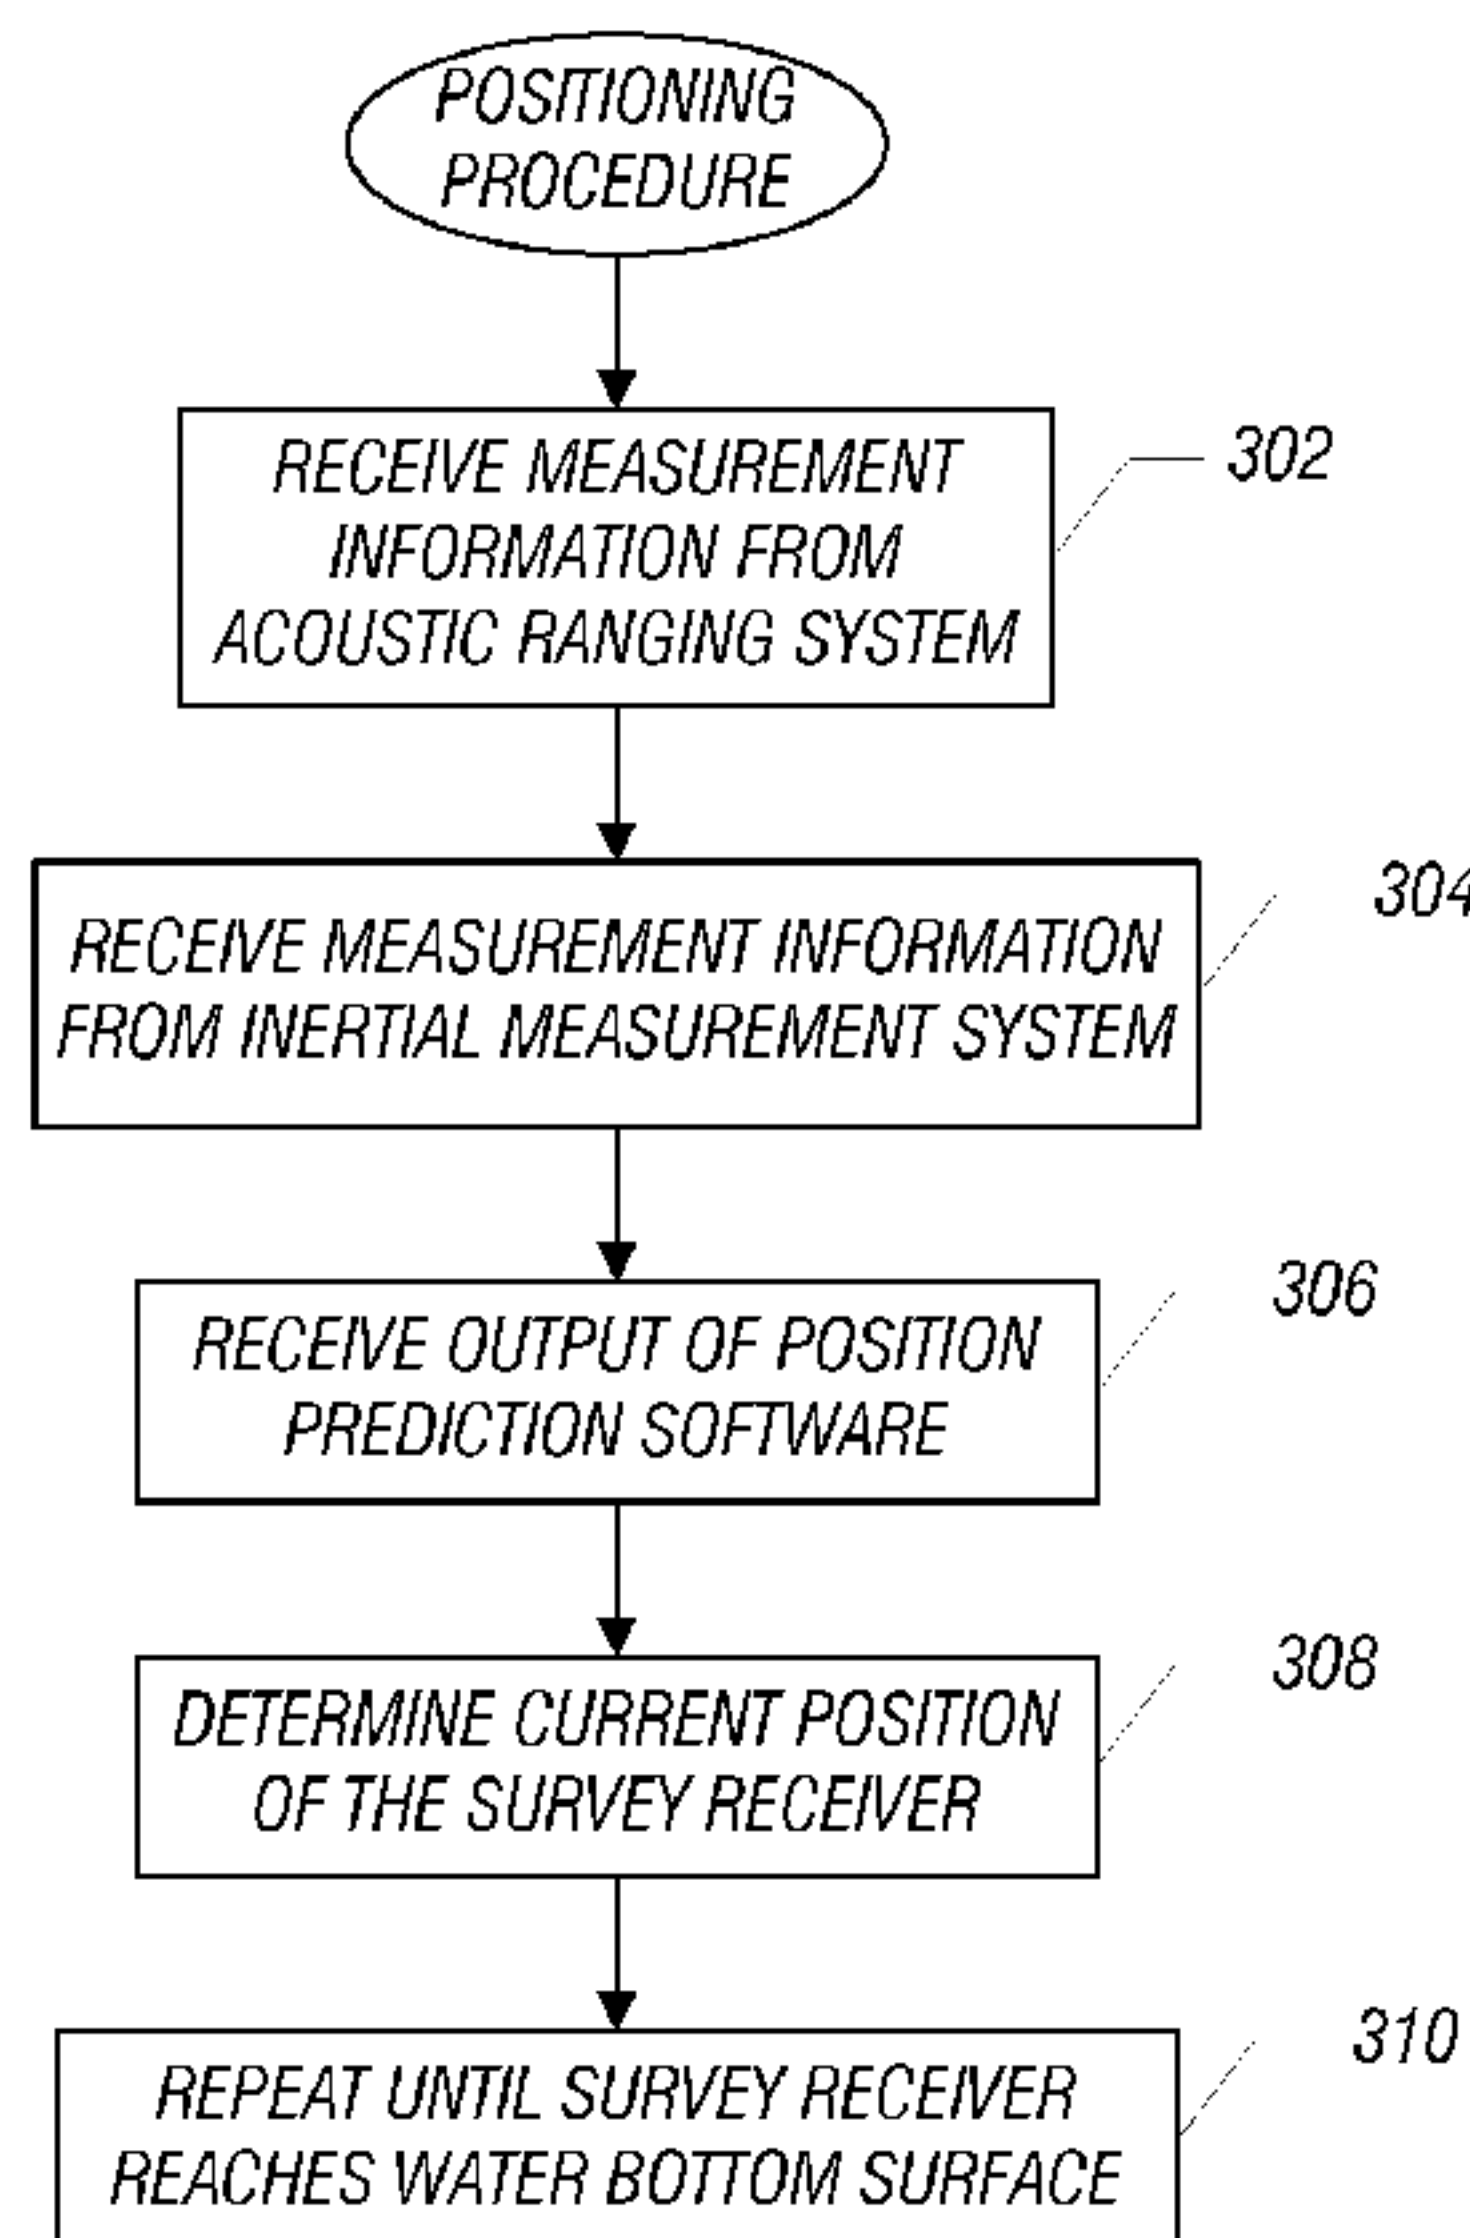 POSITIONING
PROCEDURE
RECEIVE MEASUREMENT
INFORMATION FROM
ACOUSTIC RANGING SYSTEM
302
RECEIVE MEASUREMENT INFORMATION
FROM INERTIAL MEASUREMENT SYSTEM
304
RECEIVE OUTPUT OF POSITION
PREDICTION SOFTWARE
306
DETERMINE CURRENT POSITION
OF THE SURVEY RECEIVER
308
REPEAT UNTIL SURVEY RECEIVER
REACHES WATER BOTTOM SURFACE
310